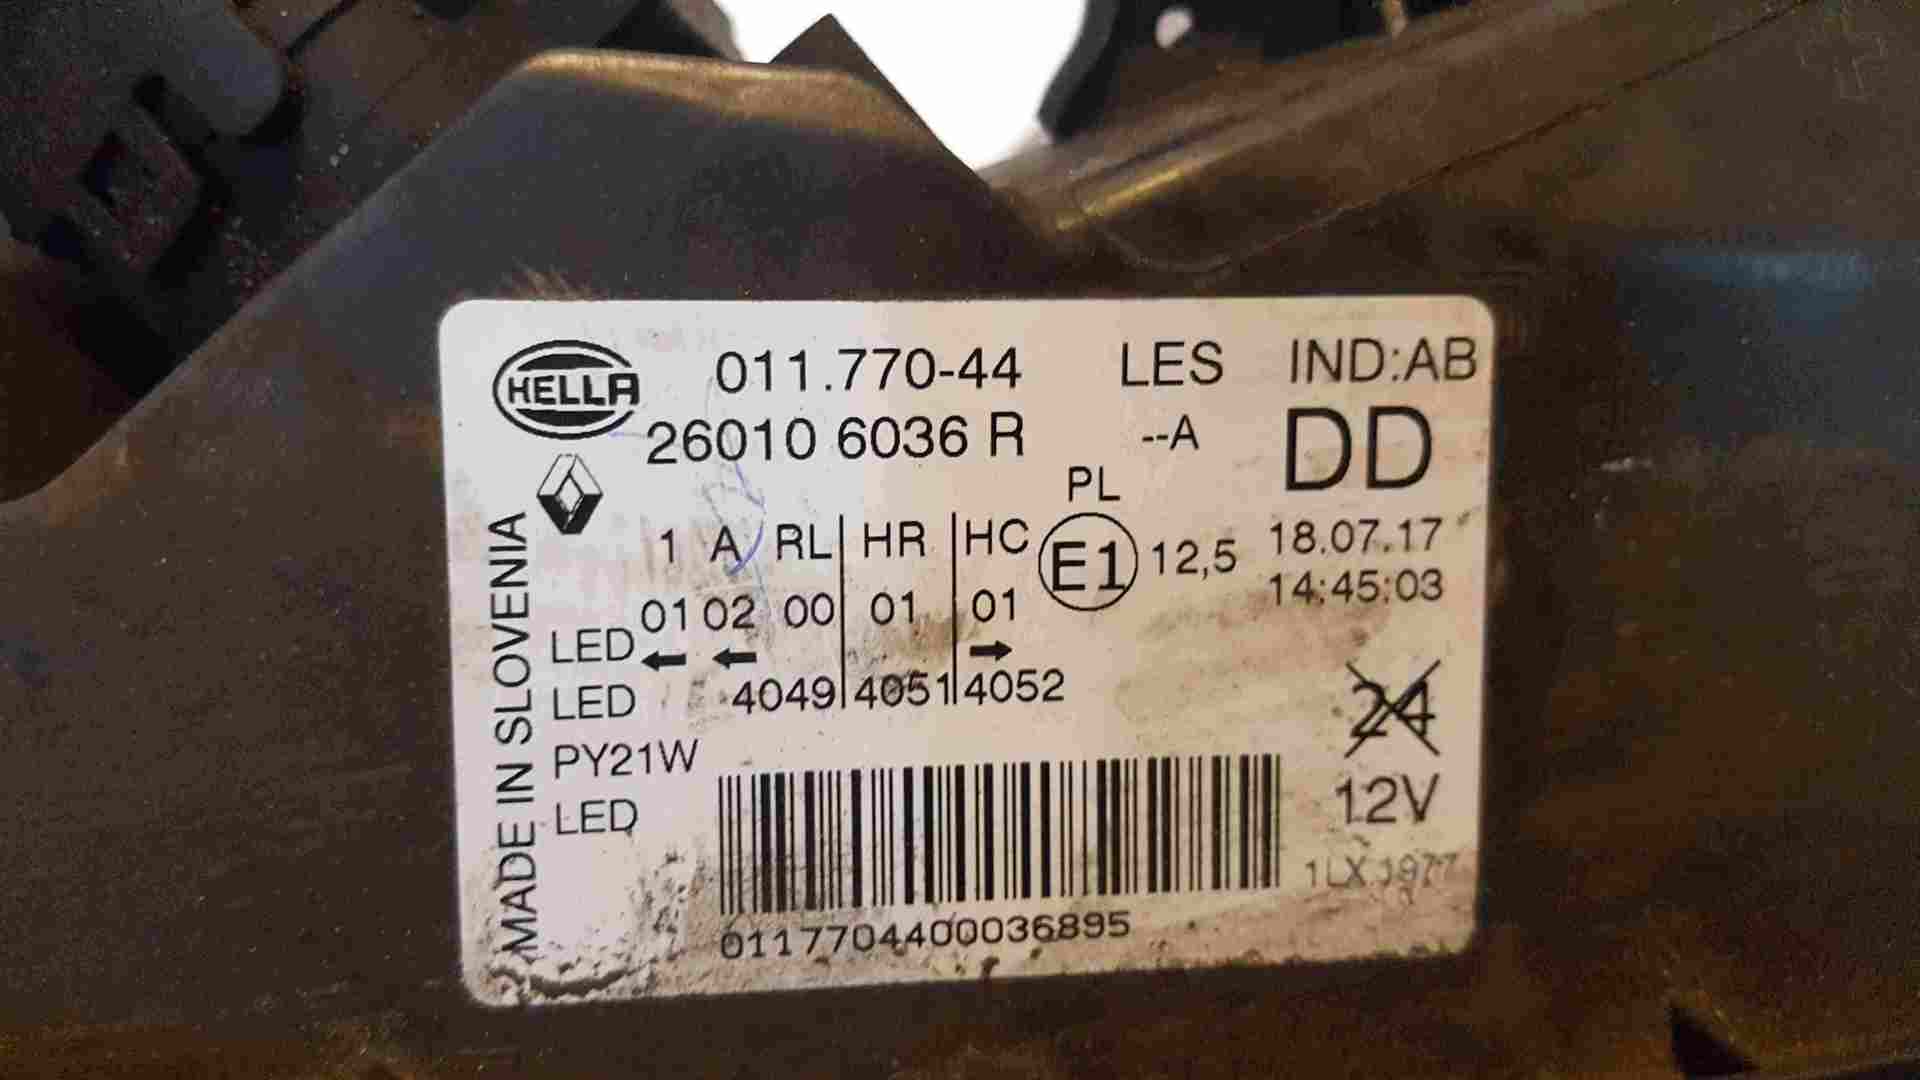 HELLA 011.770-44 LES IND:AB
26010 6036 R --A DD
PL
1 A RL HR HC E1 12,5 18.07.17
14:45:03
LED 01 02 00 01 01
← ← →
LED 4049 4051 4052
24
PY21W
12V
LED
0117704400036895
MADE IN SLOVENIA